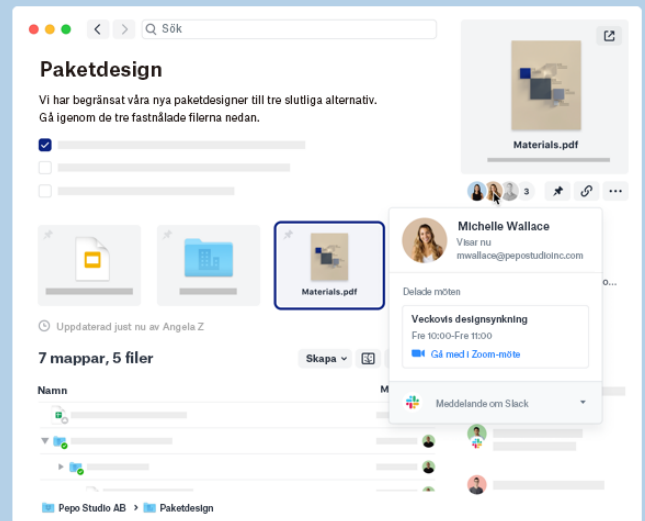 Sök
Paketdesign
Vi har begränsat våra nya paketdesigner till tre slutliga alternativ.
Gå igenom de tre fastnålade filerna nedan.
Materials.pdf
3
Michelle Wallace
Visar nu
mwallace@pepostudioinc.com
Delade möten
Veckovis designsynkning
Fre 10:00-Fre 11:00
Gå med i Zoom-möte
Meddelande om Slack
Materials.pdf
o...
Uppdaterad just nu av Angela Z
7 mappar, 5 filer
Skapa
Namn
M
Pepo Studio AB > Paketdesign